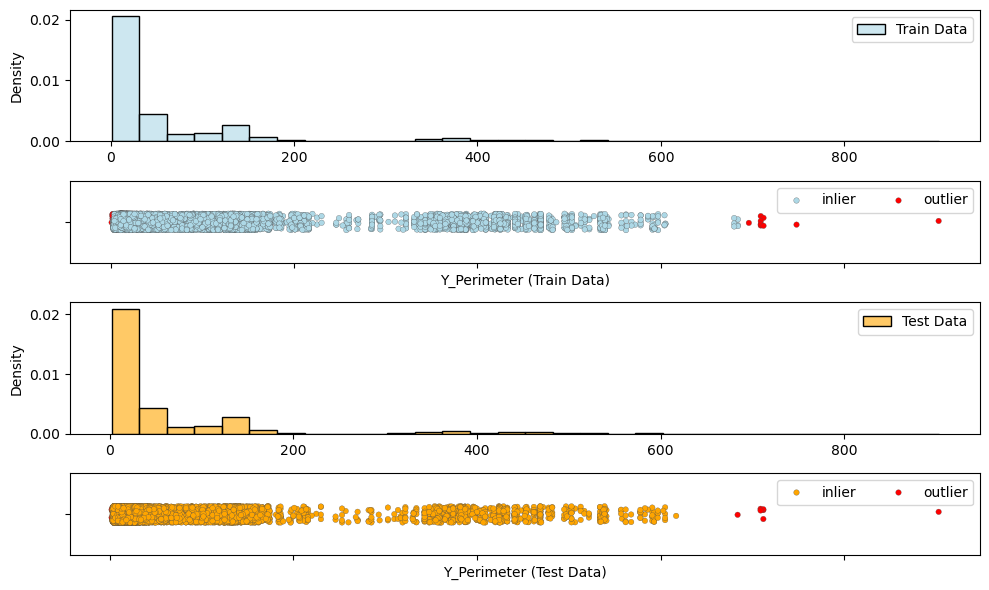 0.02
Train Data
Density
0.01
0.00
0 200 400 600 800
inlier outlier
Y_Perimeter (Train Data)
0.02
Test Data
Density
0.01
0.00
0 200 400 600 800
inlier outlier
Y_Perimeter (Test Data)